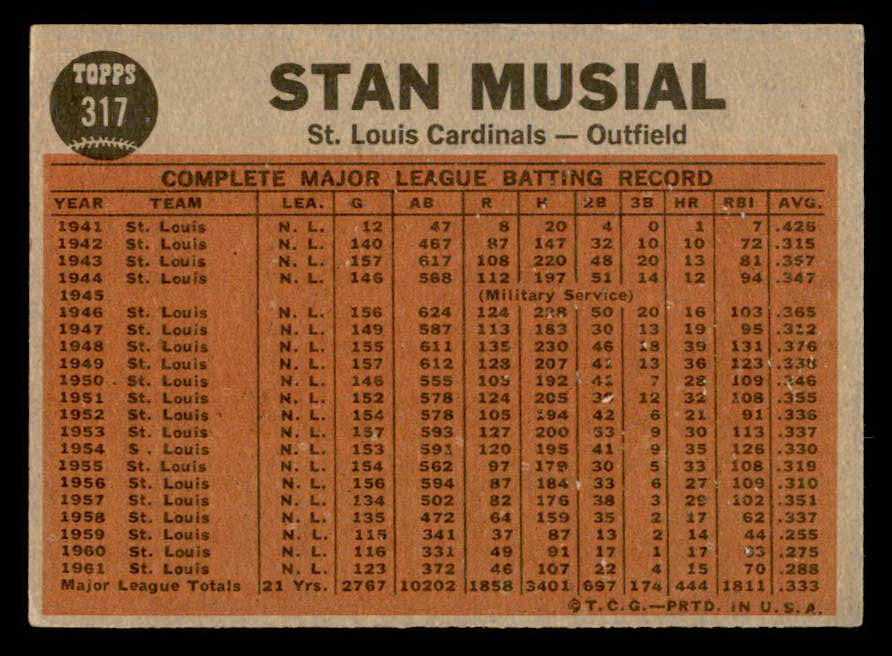 TOPPS
317
STAN MUSIAL
St. Louis Cardinals — Outfield
COMPLETE MAJOR LEAGUE BATTING RECORD
YEAR TEAM LEA. G AB R H 2B 3B HR RBI AVG.
1941 St. Louis N. L. 12 47 8 20 4 0 1 7 .426
1942 St. Louis N. L. 140 467 87 147 32 10 10 72 .315
1943 St. Louis N. L. 157 617 108 220 48 20 13 81 .357
1944 St. Louis N. L. 146 568 112 197 51 14 12 94 .347
1945 (Military Service)
1946 St. Louis N. L. 156 624 124 228 50 20 16 103 .365
1947 St. Louis N. L. 149 587 113 183 30 13 19 95 .312
1948 St. Louis N. L. 155 611 135 230 46 18 39 131 .376
1949 St. Louis N. L. 157 612 128 207 41 13 36 123 .338
1950 St. Louis N. L. 146 555 105 192 41 7 28 109 .346
1951 St. Louis N. L. 152 578 124 205 12 32 108 .355
1952 St. Louis N. L. 154 578 105 194 42 6 21 91 .336
1953 St. Louis N. L. 157 593 127 200 53 9 30 113 .337
1954 S . Louis N. L. 153 591 120 195 41 9 35 126 .330
1955 St. Louis N. L. 154 562 97 179 30 5 33 108 .319
1956 St. Louis N. L. 156 594 87 184 33 6 27 109 .310
1957 St. Louis N. L. 134 502 82 176 38 3 29 102 .351
1958 St. Louis N. L. 135 472 64 159 35 2 17 62 .337
1959 St. Louis N. L. 115 341 37 87 13 2 14 44 .255
1960 St. Louis N. L. 116 331 49 91 17 1 17 .275
1961 St. Louis N. L. 123 372 46 107 22 4 15 70 .288
Major League Totals 21 Yrs. 2767 10202 1858 3401 697 174 444 1811 .333
© T. C. G.—PRTD. IN U. S. A.